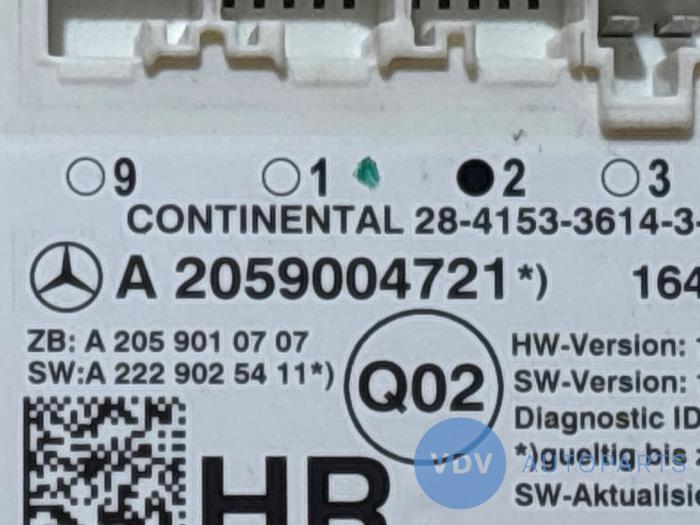 9 1 2 3
CONTINENTAL 28-4153-3614-3-
A 2059004721*) 164
ZB: A 205 901 07 07
SW:A 222 902 54 11*)
Q02
HW-Version:
SW-Version:
Diagnostic ID
*)gueltig bis
SW-Aktualisie
HB
VDV AUTOPARTS